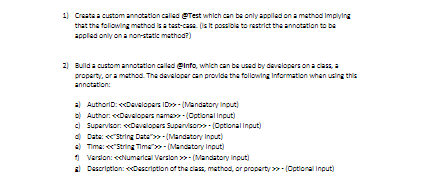 1) Create a custom annotation called @Test which can be only applied on a method implying
that the following method is a test-case. (Is it possible to restrict the annotation to be
applied only on a non-static method?)
2) Build a custom annotation called @Info, which can be used by developers on a class, a
property, or a method. The developer can provide the following information when using this
annotation:
a) AuthorID: <<Developers ID>> - (Mandatory Input)
b) Author: <<Developers name>> - (Optional Input)
c) Supervisor: <<Developers Supervisor>> - (Optional Input)
d) Date: <<"String Date">> - (Mandatory Input)
e) Time: <<"String Time">> - (Mandatory Input)
f) Version: <<Numerical Version >> - (Mandatory Input)
g) Description: <<Description of the class, method, or property >> - (Optional Input)